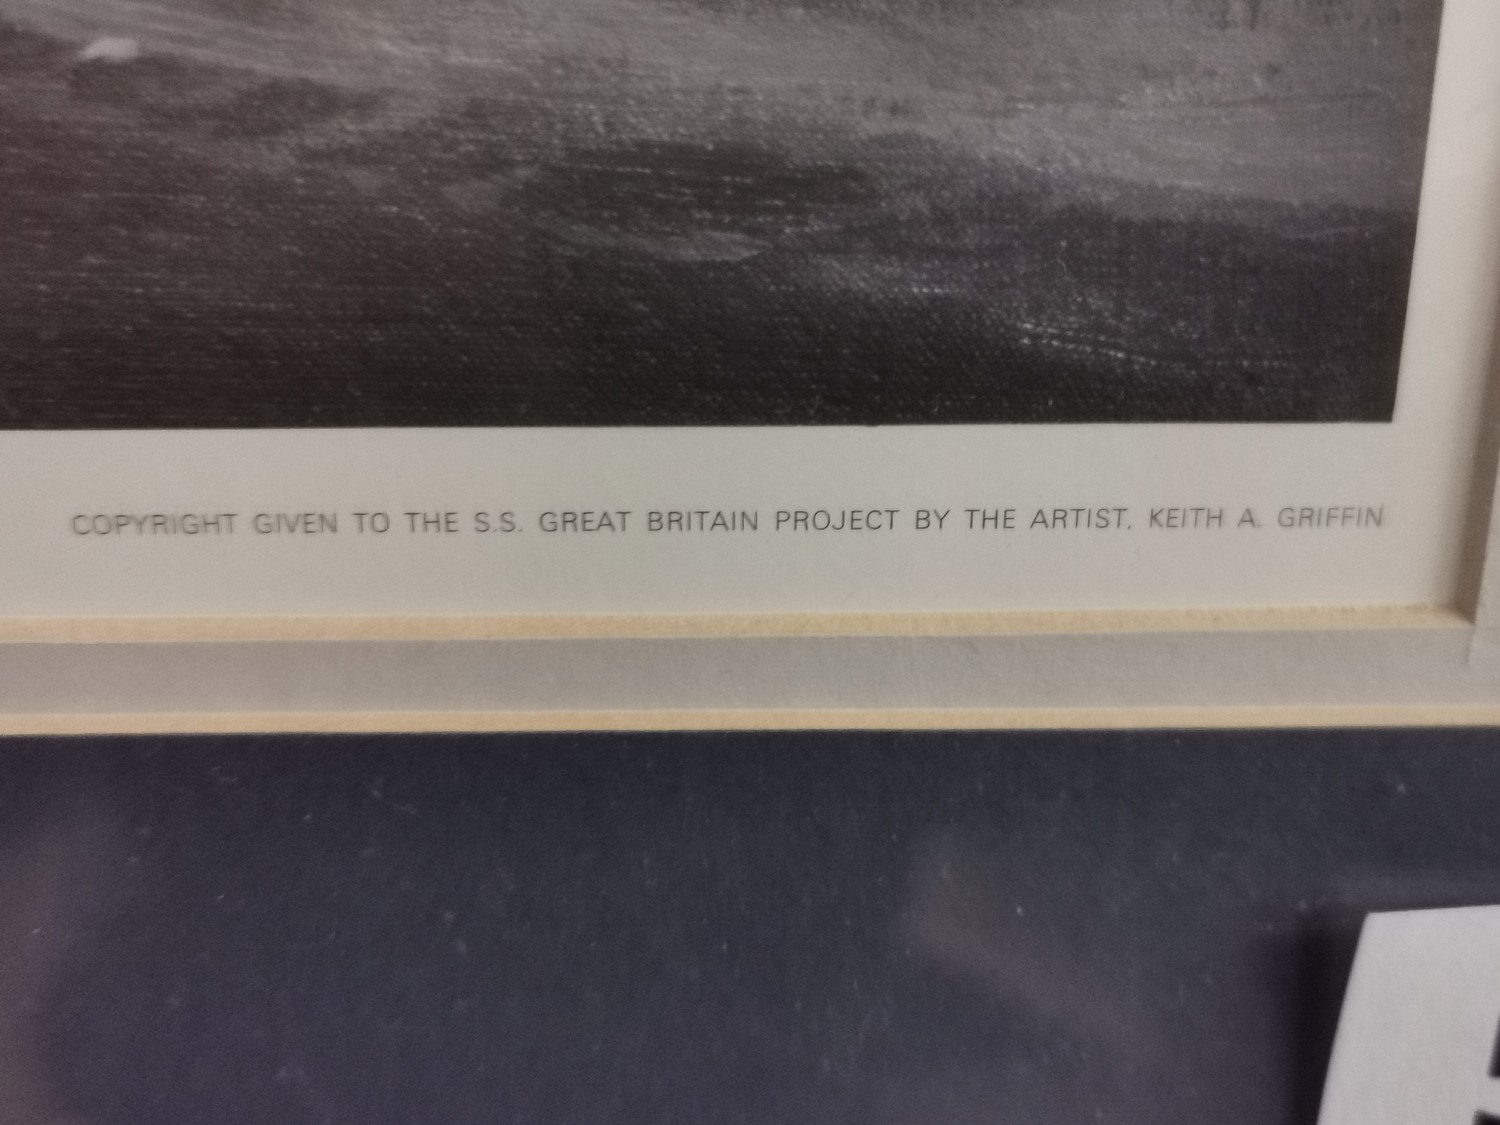 COPYRIGHT GIVEN TO THE S.S. GREAT BRITAIN PROJECT BY THE ARTIST, KEITH A. GRIFFIN